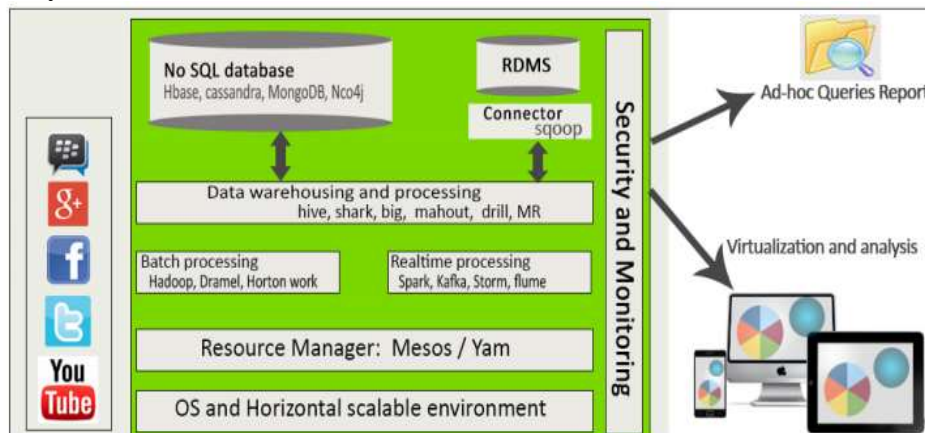 No SQL database
Hbase, cassandra, MongoDB, Nco4j
RDMS
Connector
sqoop
Data warehousing and processing
hive, shark, big, mahout, drill, MR
Batch processing
Hadoop, Dramel, Horton work
Realtime processing
Spark, Kafka, Storm, flume
Resource Manager: Mesos / Yam
OS and Horizontal scalable environment
Security and Monitoring
Ad-hoc Queries Report
Virtualization and analysis
g+
f
t
You
Tube